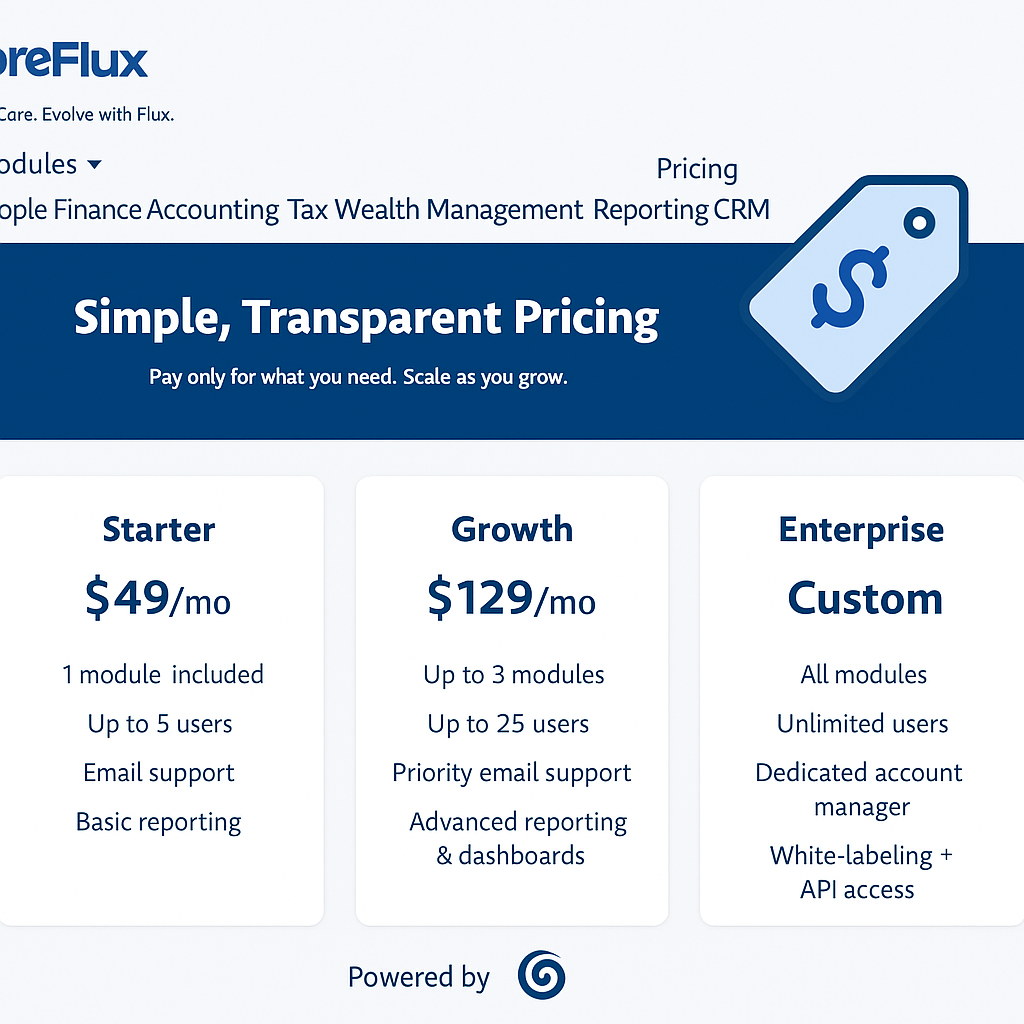 oreFlux
Care. Evolve with Flux.
odules
Pricing
ople Finance Accounting Tax Wealth Management Reporting CRM
$
Simple, Transparent Pricing
Pay only for what you need. Scale as you grow.
Starter
$49/mo
1 module included
Up to 5 users
Email support
Basic reporting
Growth
$129/mo
Up to 3 modules
Up to 25 users
Priority email support
Advanced reporting
& dashboards
Enterprise
Custom
All modules
Unlimited users
Dedicated account
manager
White-labeling +
API access
Powered by